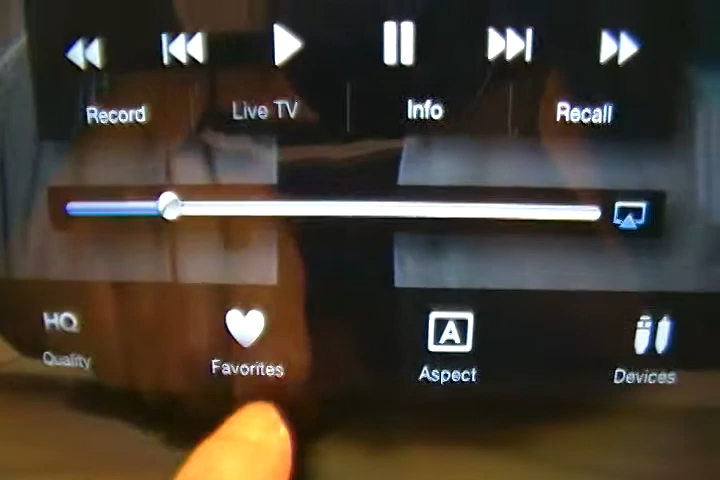 Record Live TV Info Recall
HQ A
Quality Favorites Aspect Devices